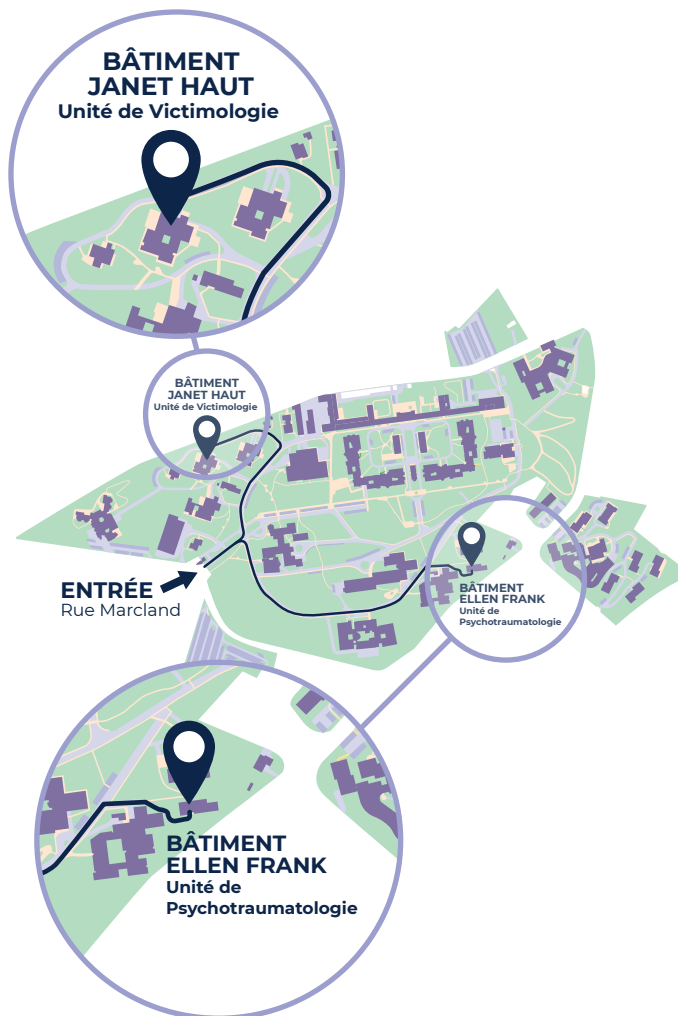 BÂTIMENT
JANET HAUT
Unité de Victimologie
BÂTIMENT
JANET HAUT
Unité de Victimologie
ENTRÉE
Rue Marcland
BÂTIMENT
ELLEN FRANK
Unité de
Psychotraumatologie
BÂTIMENT
ELLEN FRANK
Unité de
Psychotraumatologie